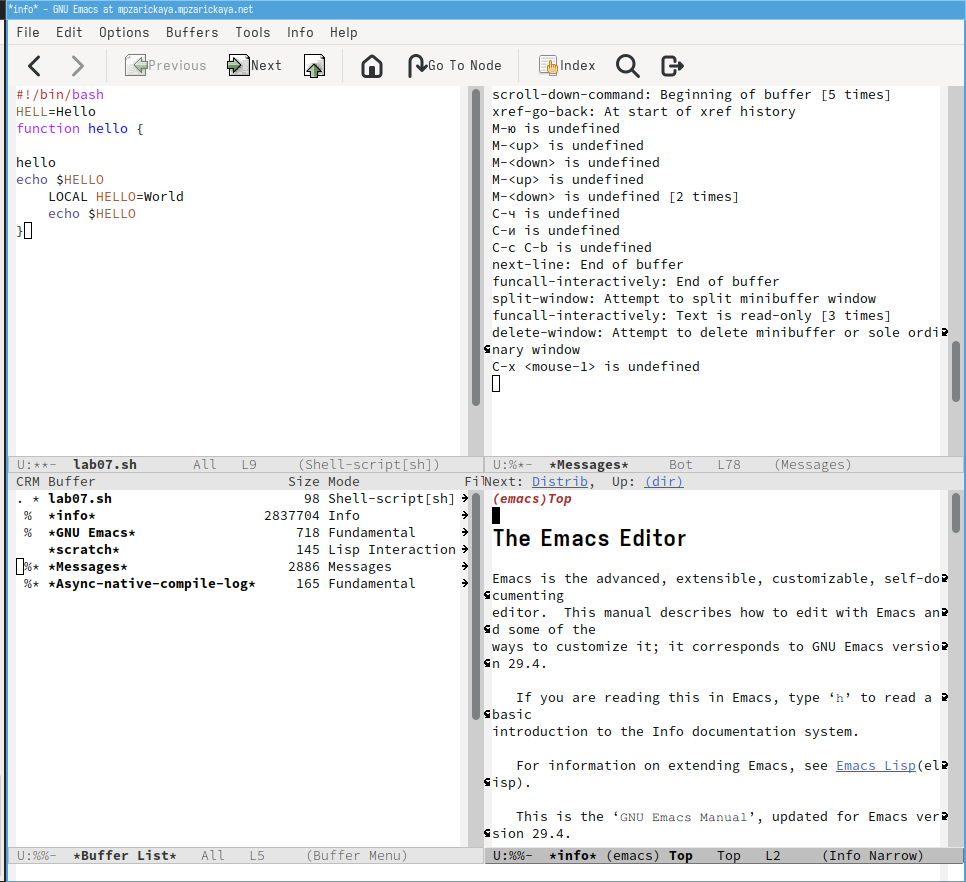 *info* - GNU Emacs at mpzarickaya.mpzarickaya.net
File Edit Options Buffers Tools Info Help
Previous Next Go To Node Index
#!/bin/bash
HELL=Hello
function hello {
hello
echo $HELLO
LOCAL HELLO=World
echo $HELLO
}
U:**- lab07.sh All L9 (Shell-script[sh])
scroll-down-command: Beginning of buffer [5 times]
xref-go-back: At start of xref history
M-ю is undefined
M-<up> is undefined
M-<down> is undefined
M-<up> is undefined
M-<down> is undefined [2 times]
C-ч is undefined
C-и is undefined
C-c C-b is undefined
next-line: End of buffer
funcall-interactively: End of buffer
split-window: Attempt to split minibuffer window
funcall-interactively: Text is read-only [3 times]
delete-window: Attempt to delete minibuffer or sole ordi
nary window
C-x <mouse-1> is undefined
U:%*- *Messages* Bot L78 (Messages)
CRM Buffer Size Mode Fil
. * lab07.sh 98 Shell-script[sh]
% *info* 2837704 Info
% *GNU Emacs* 718 Fundamental
*scratch* 145 Lisp Interaction
%* *Messages* 2886 Messages
%* *Async-native-compile-log* 165 Fundamental
U:%%- *Buffer List* All L5 (Buffer Menu)
Next: Distrib, Up: (dir)
(emacs)Top
The Emacs Editor
Emacs is the advanced, extensible, customizable, self-do
cumenting
editor. This manual describes how to edit with Emacs an
d some of the
ways to customize it; it corresponds to GNU Emacs versio
n 29.4.
If you are reading this in Emacs, type ‘h’ to read a
basic
introduction to the Info documentation system.
For information on extending Emacs, see Emacs Lisp(el
isp).
This is the ‘GNU Emacs Manual’, updated for Emacs ver
sion 29.4.
U:%%- *info* (emacs) Top Top L2 (Info Narrow)